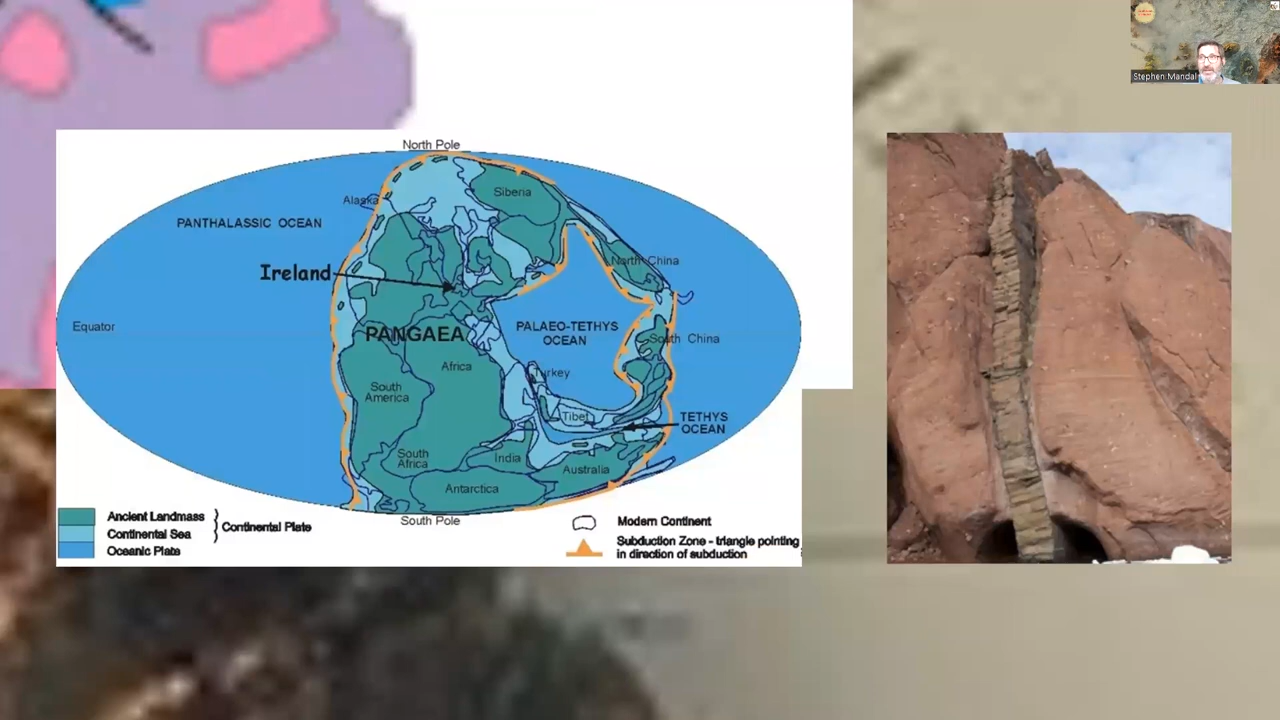 Stephen Mandal
North Pole
Siberia
Alaska
PANTHALASSIC OCEAN
North China
Ireland
PALAEO-TETHYS
OCEAN
Equator
PANGAEA
South China
Africa
Turkey
South
America
Tibet
TETHYS
OCEAN
South
Africa
India
Australia
Antarctica
South Pole
Ancient Landmass
Continental Sea
Continental Plate
Oceanic Plate
Modern Continent
Subduction Zone - triangle pointing
in direction of subduction